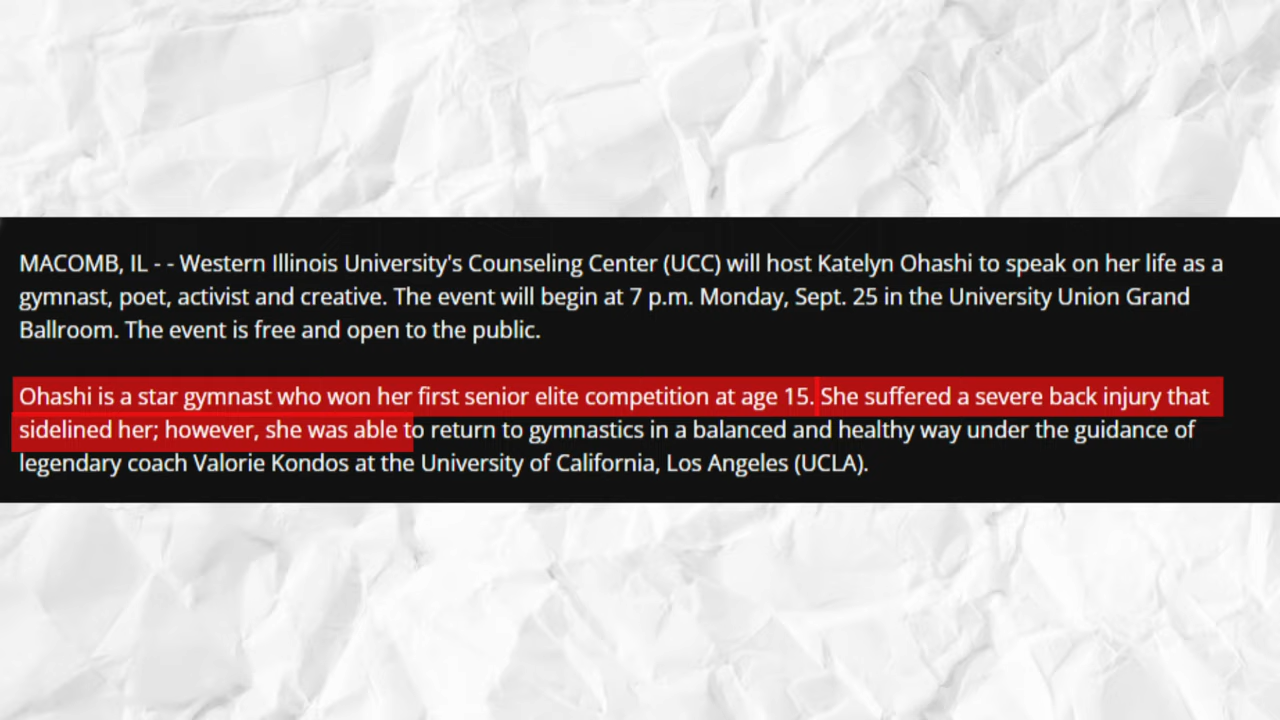 MACOMB, IL - - Western Illinois University's Counseling Center (UCC) will host Katelyn Ohashi to speak on her life as a
gymnast, poet, activist and creative. The event will begin at 7 p.m. Monday, Sept. 25 in the University Union Grand
Ballroom. The event is free and open to the public.
Ohashi is a star gymnast who won her first senior elite competition at age 15. She suffered a severe back injury that
sidelined her; however, she was able to return to gymnastics in a balanced and healthy way under the guidance of
legendary coach Valorie Kondos at the University of California, Los Angeles (UCLA).